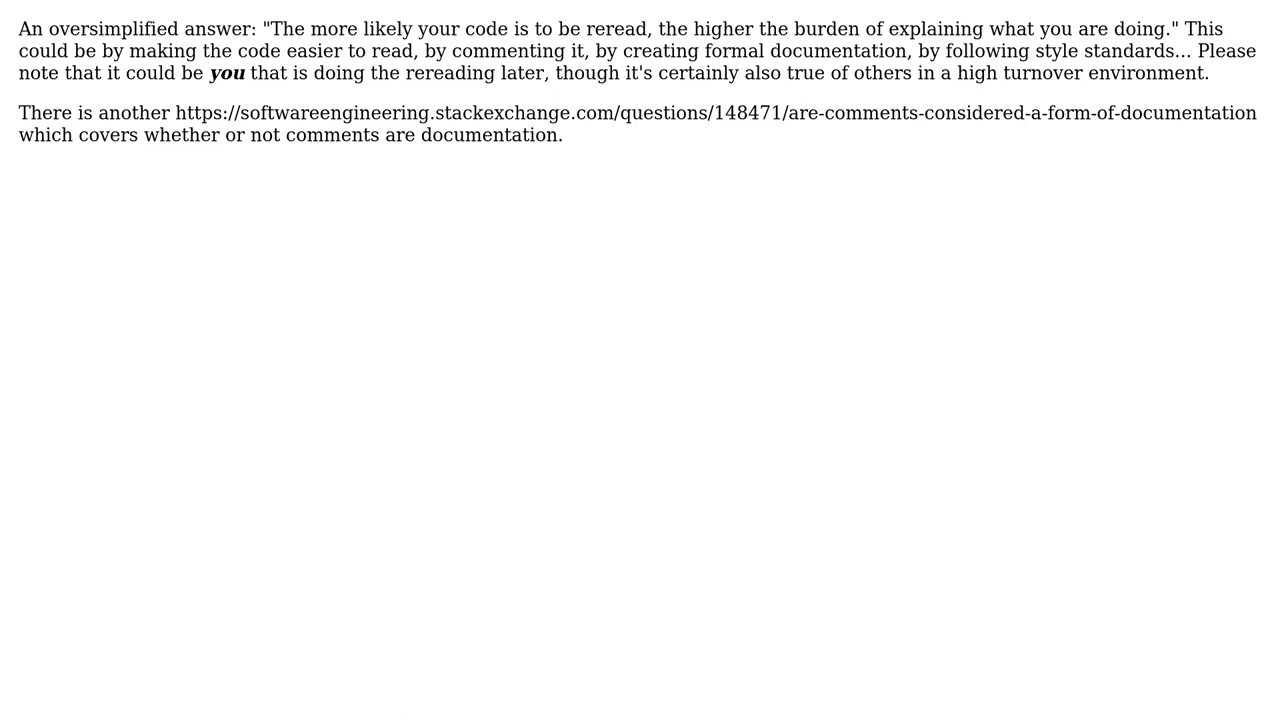 An oversimplified answer: "The more likely your code is to be reread, the higher the burden of explaining what you are doing." This
could be by making the code easier to read, by commenting it, by creating formal documentation, by following style standards... Please
note that it could be you that is doing the rereading later, though it's certainly also true of others in a high turnover environment.
There is another https://softwareengineering.stackexchange.com/questions/148471/are-comments-considered-a-form-of-documentation
which covers whether or not comments are documentation.